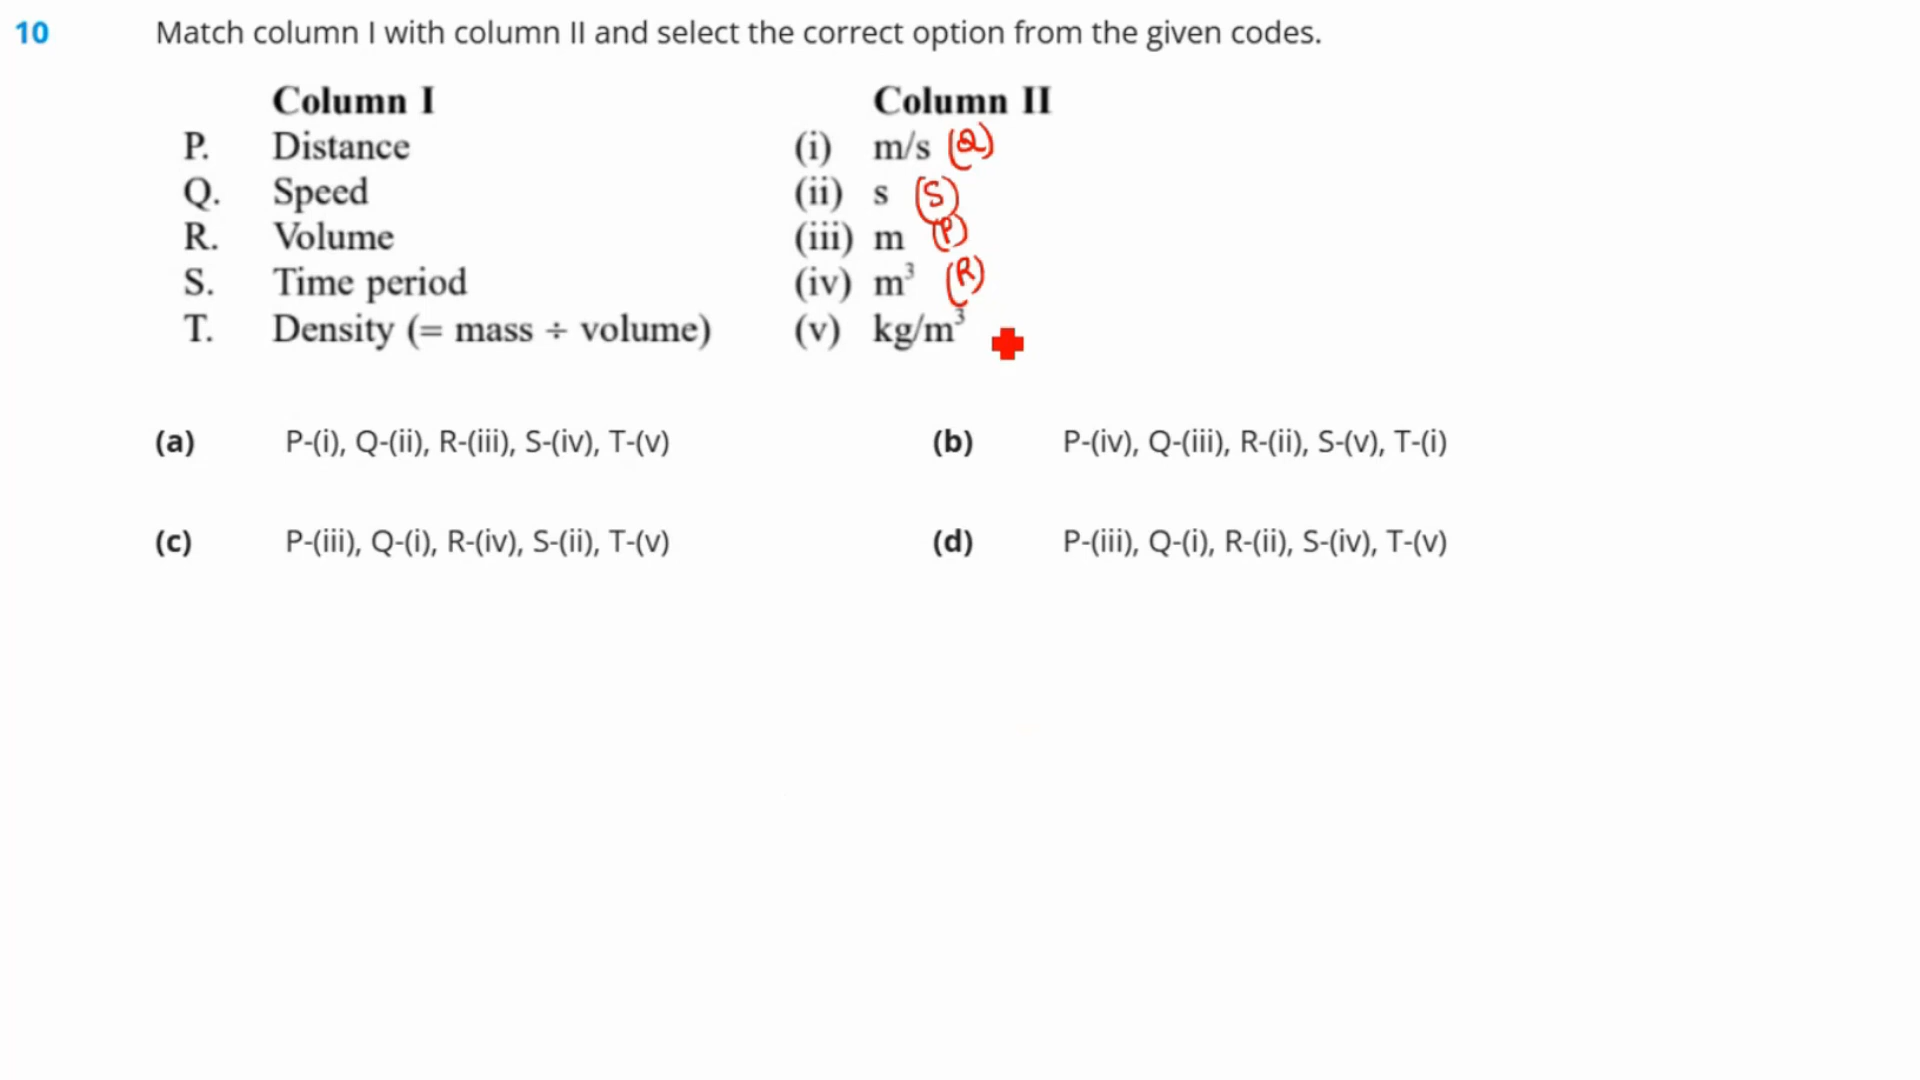 10 Match column I with column II and select the correct option from the given codes.
Column I Column II
P. Distance (i) m/s (Q)
Q. Speed (ii) s (S)
R. Volume (iii) m (P)
S. Time period (iv) m³ (R)
T. Density (= mass ÷ volume) (v) kg/m³
(a) P-(i), Q-(ii), R-(iii), S-(iv), T-(v) (b) P-(iv), Q-(iii), R-(ii), S-(v), T-(i)
(c) P-(iii), Q-(i), R-(iv), S-(ii), T-(v) (d) P-(iii), Q-(i), R-(ii), S-(iv), T-(v)